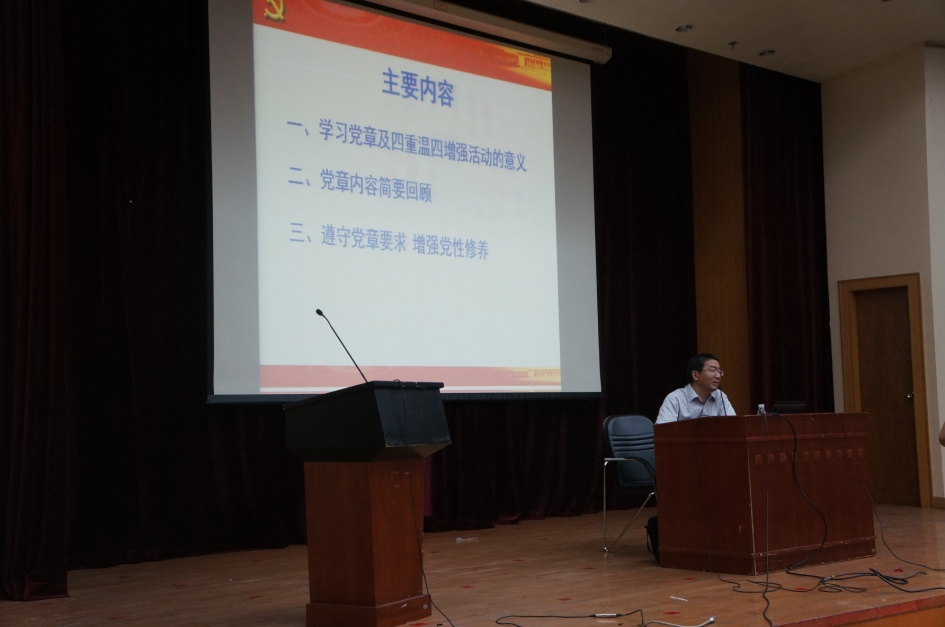 主要内容
一、学习党章及四重温四增强活动的意义
二、党章内容简要回顾
三、遵守党章要求 增强党性修养